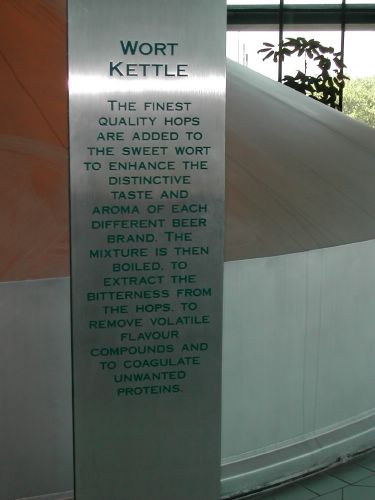 WORT
KETTLE
THE FINEST
QUALITY HOPS
ARE ADDED TO
THE SWEET WORT
TO ENHANCE THE
DISTINCTIVE
TASTE AND
AROMA OF EACH
DIFFERENT BEER
BRAND. THE
MIXTURE IS THEN
BOILED, TO
EXTRACT THE
BITTERNESS FROM
THE HOPS, TO
REMOVE VOLATILE
FLAVOUR
COMPOUNDS AND
TO COAGULATE
UNWANTED
PROTEINS.